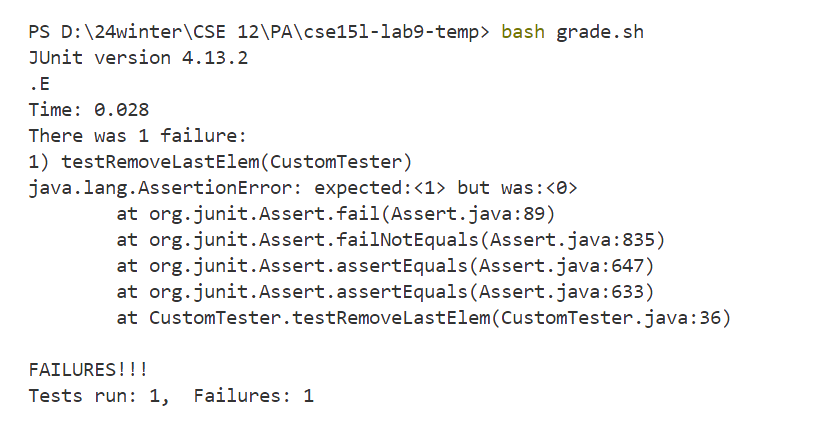 PS D:\24winter\CSE 12\PA\cse15l-lab9-temp> bash grade.sh
JUnit version 4.13.2
.E
Time: 0.028
There was 1 failure:
1) testRemoveLastElem(CustomTester)
java.lang.AssertionError: expected:<1> but was:<0>
        at org.junit.Assert.fail(Assert.java:89)
        at org.junit.Assert.failNotEquals(Assert.java:835)
        at org.junit.Assert.assertEquals(Assert.java:647)
        at org.junit.Assert.assertEquals(Assert.java:633)
        at CustomTester.testRemoveLastElem(CustomTester.java:36)

FAILURES!!!
Tests run: 1,  Failures: 1